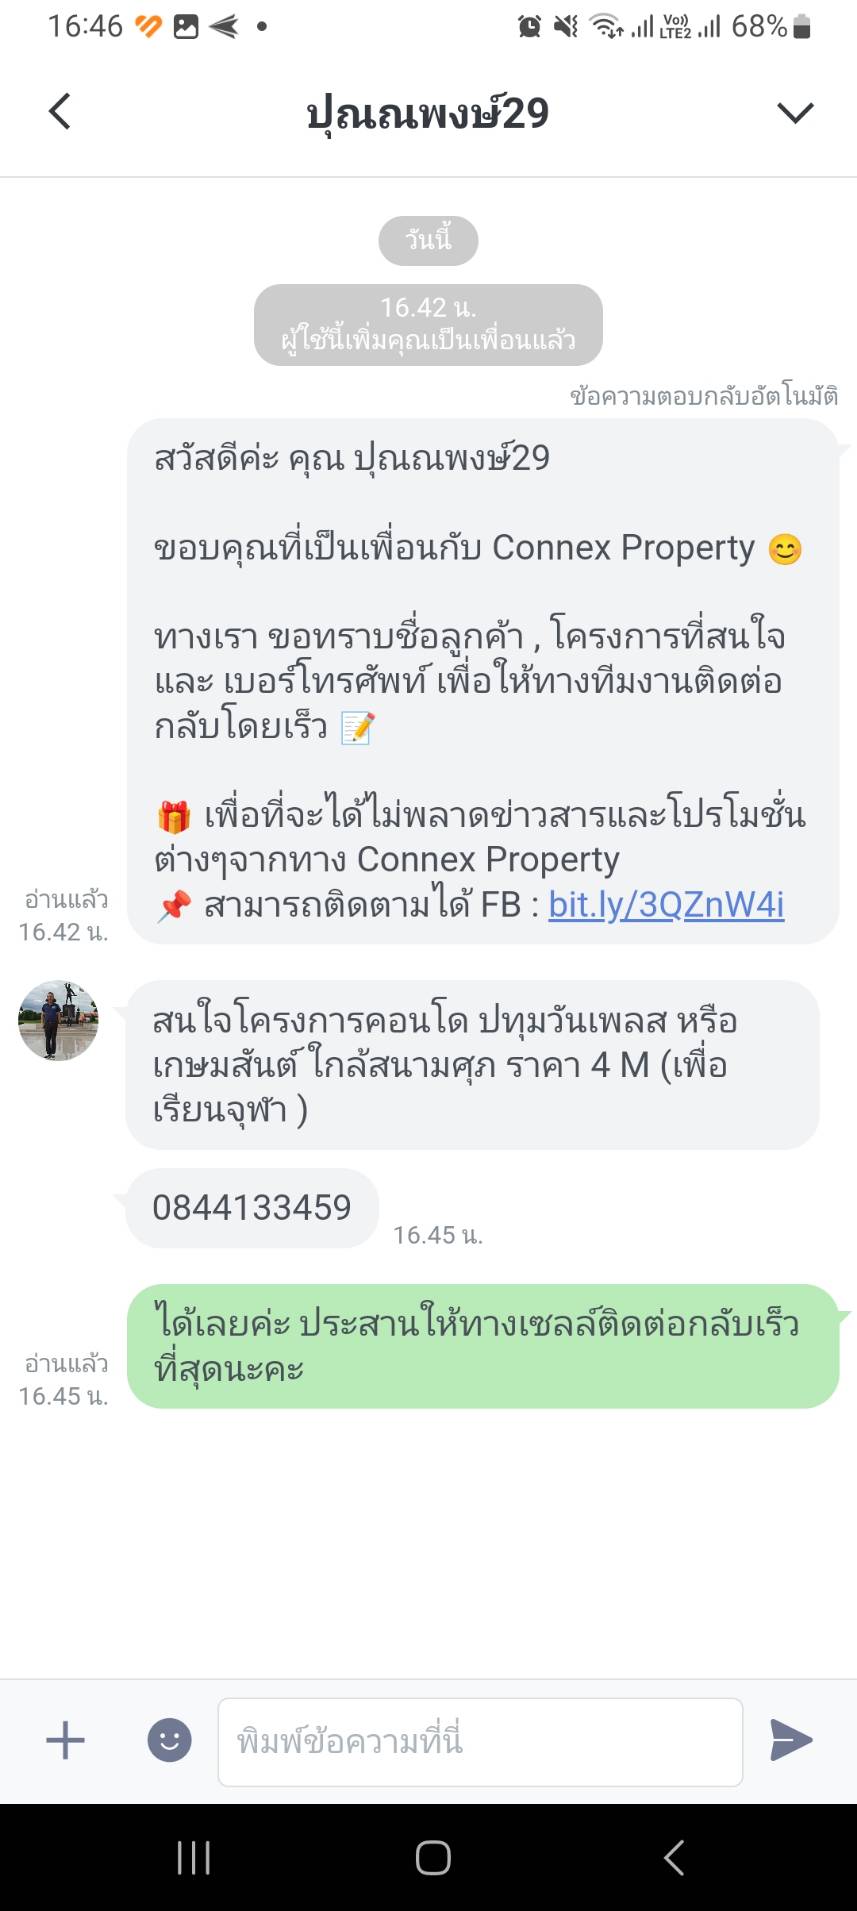 16:46
Vo)) LTE2 68%
ปุณณพงษ์29
วันนี้
16.42 น.
ผู้ใช้นี้เพิ่มคุณเป็นเพื่อนแล้ว
ข้อความตอบกลับอัตโนมัติ
สวัสดีค่ะ คุณ ปุณณพงษ์29
ขอบคุณที่เป็นเพื่อนกับ Connex Property 😊
ทางเรา ขอทราบชื่อลูกค้า , โครงการที่สนใจ
และ เบอร์โทรศัพท์ เพื่อให้ทางทีมงานติดต่อ
กลับโดยเร็ว 📝
🎁 เพื่อที่จะได้ไม่พลาดข่าวสารและโปรโมชั่น
ต่างๆจากทาง Connex Property
📌 สามารถติดตามได้ FB : bit.ly/3QZnW4i
อ่านแล้ว
16.42 น.
สนใจโครงการคอนโด ปทุมวันเพลส หรือ
เกษมสันต์ ใกล้สนามศุภ ราคา 4 M (เพื่อ
เรียนจุฬา )
0844133459
16.45 น.
ได้เลยค่ะ ประสานให้ทางเซลล์ติดต่อกลับเร็ว
ที่สุดนะคะ
อ่านแล้ว
16.45 น.
พิมพ์ข้อความที่นี่